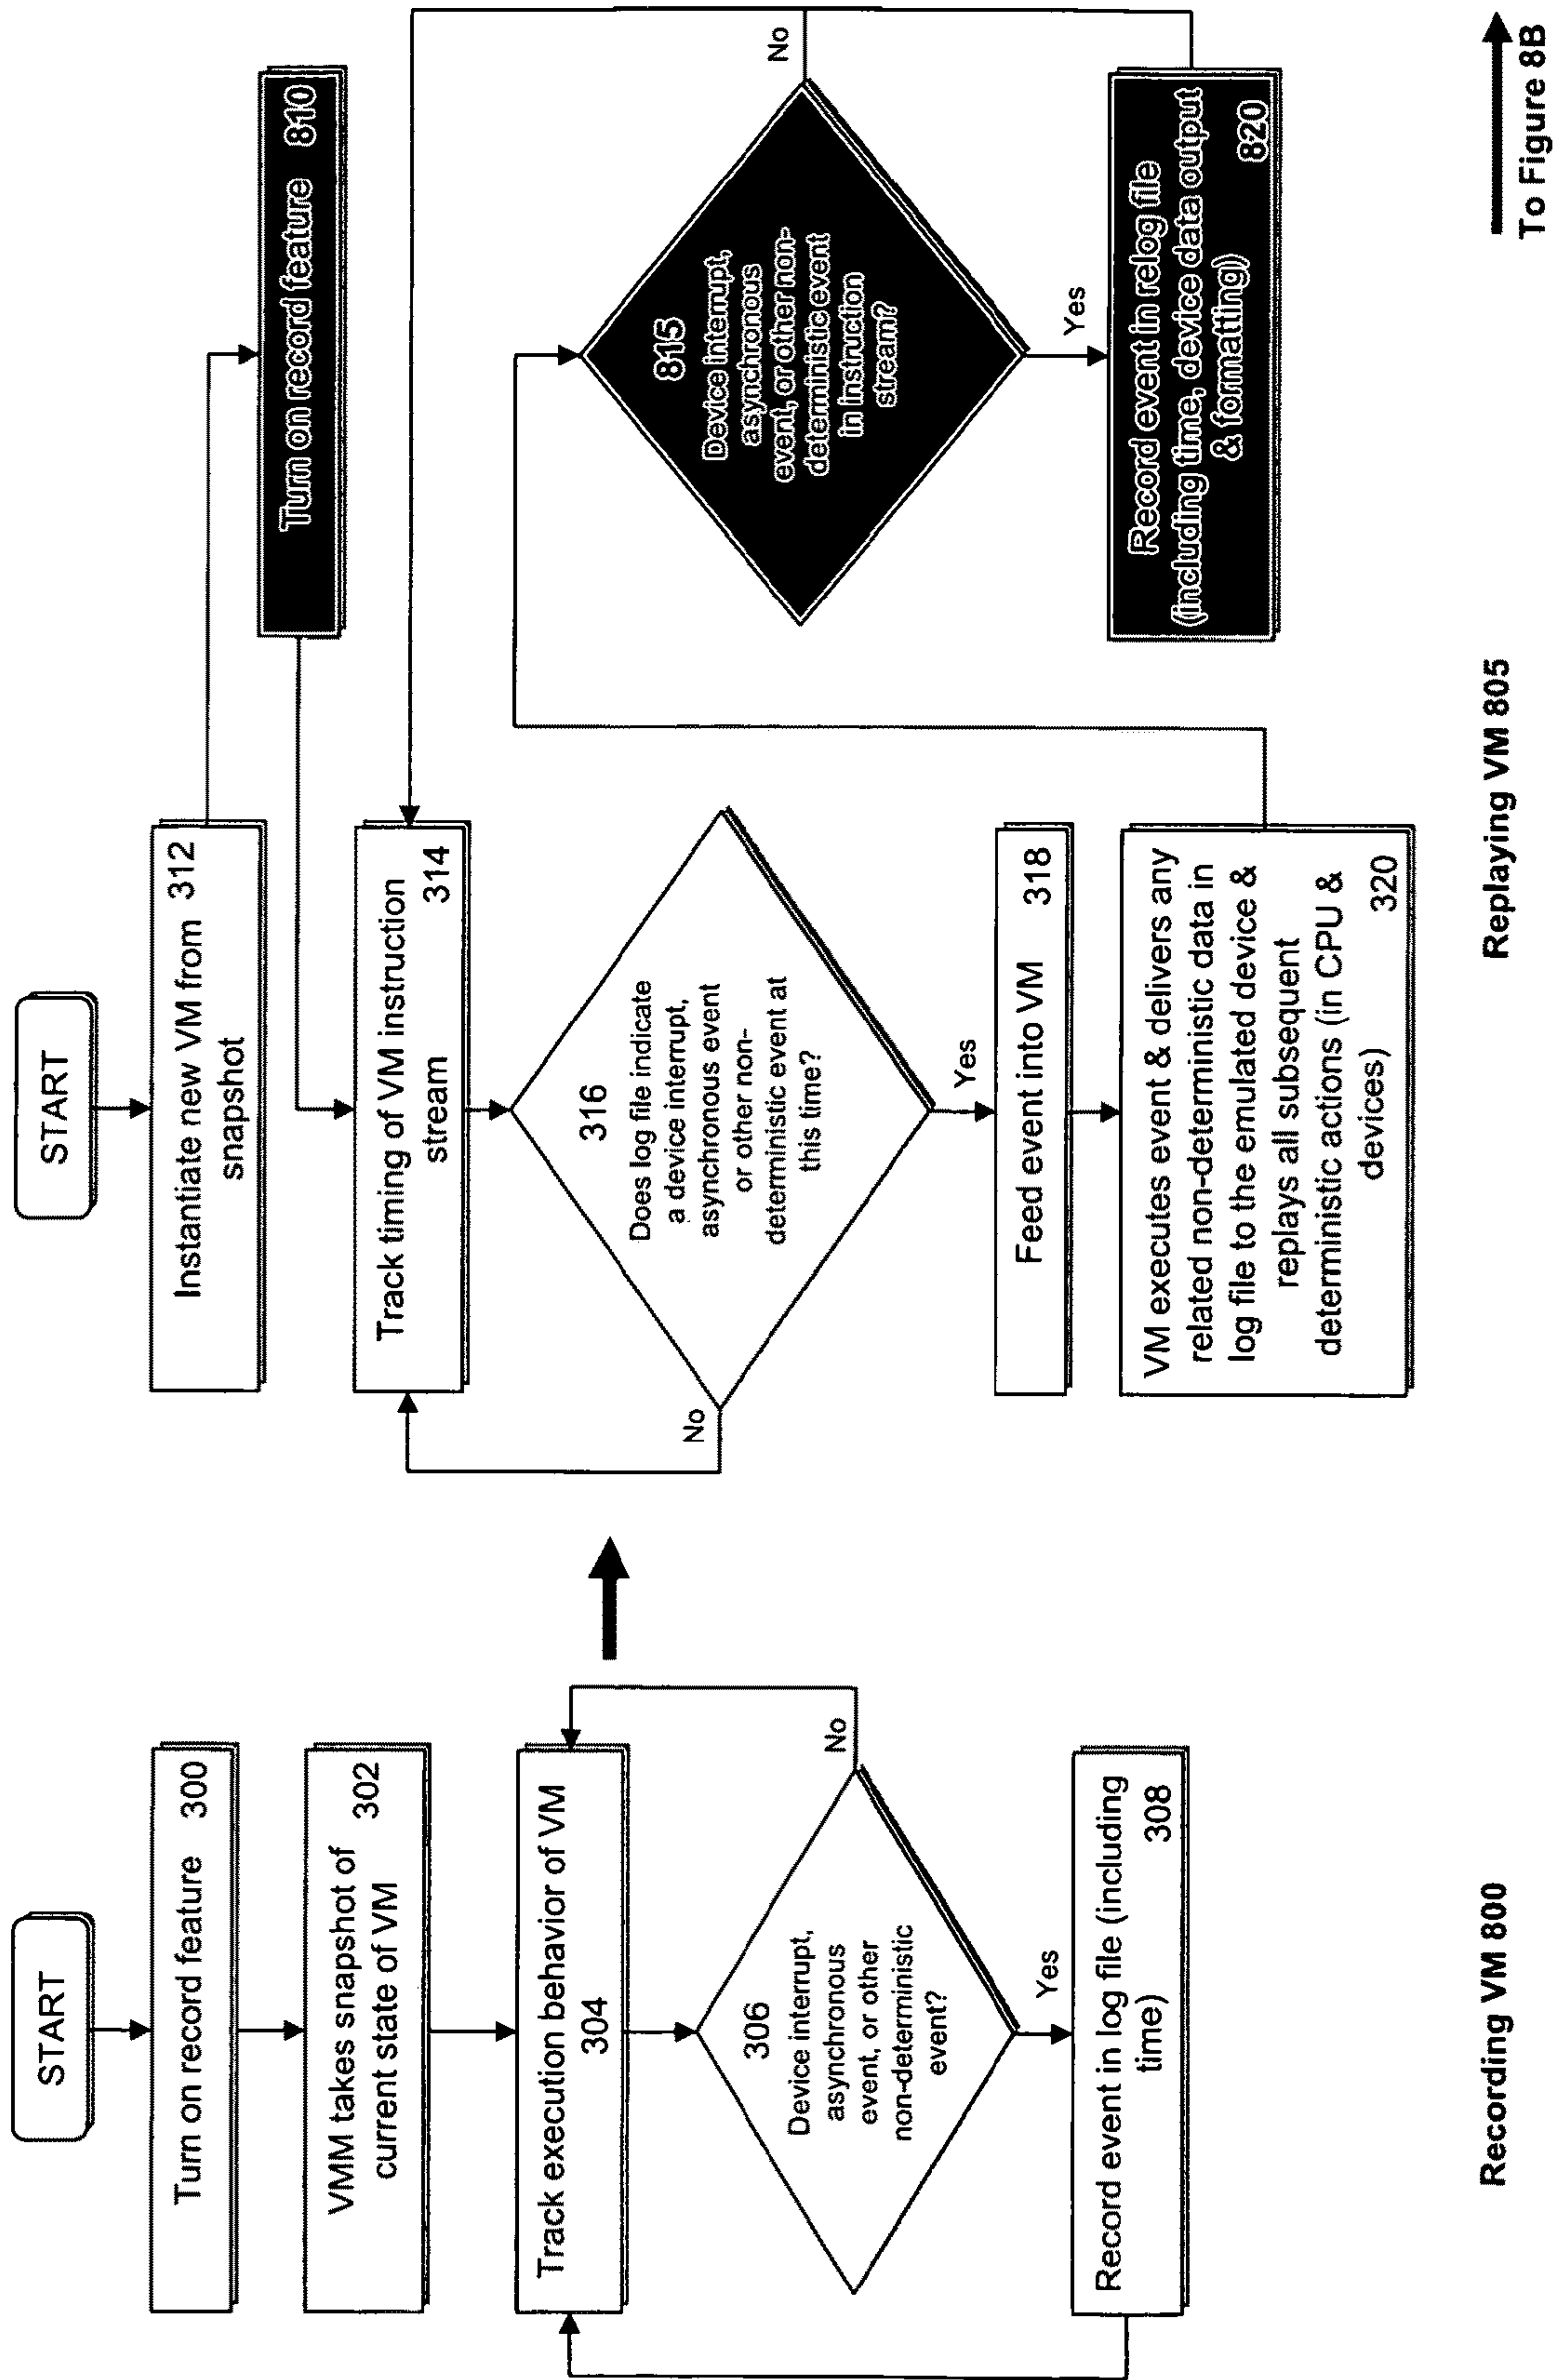 START
Turn on record feature 300
VMM takes snapshot of
current state of VM 302
Track execution behavior of VM
304
306
Device interrupt,
asynchronous
event, or other
non-deterministic
event?
No
Yes
Record event in log file (including
time) 308
Recording VM 800
START
Instantiate new VM from 312
snapshot
Turn on record feature 810
Track timing of VM instruction
stream 314
316
Does log file indicate
a device interrupt,
asynchronous event
or other non-
deterministic event at
this time?
No
Yes
Feed event into VM 318
VM executes event & delivers any
related non-deterministic data in
log file to the emulated device &
replays all subsequent
deterministic actions (in CPU &
devices) 320
815
Device interrupt,
asynchronous
event, or other non-
deterministic event
in instruction
stream?
No
Yes
Record event in relog file
(including time, device data output
& formatting) 820
Replaying VM 805
To Figure 8B